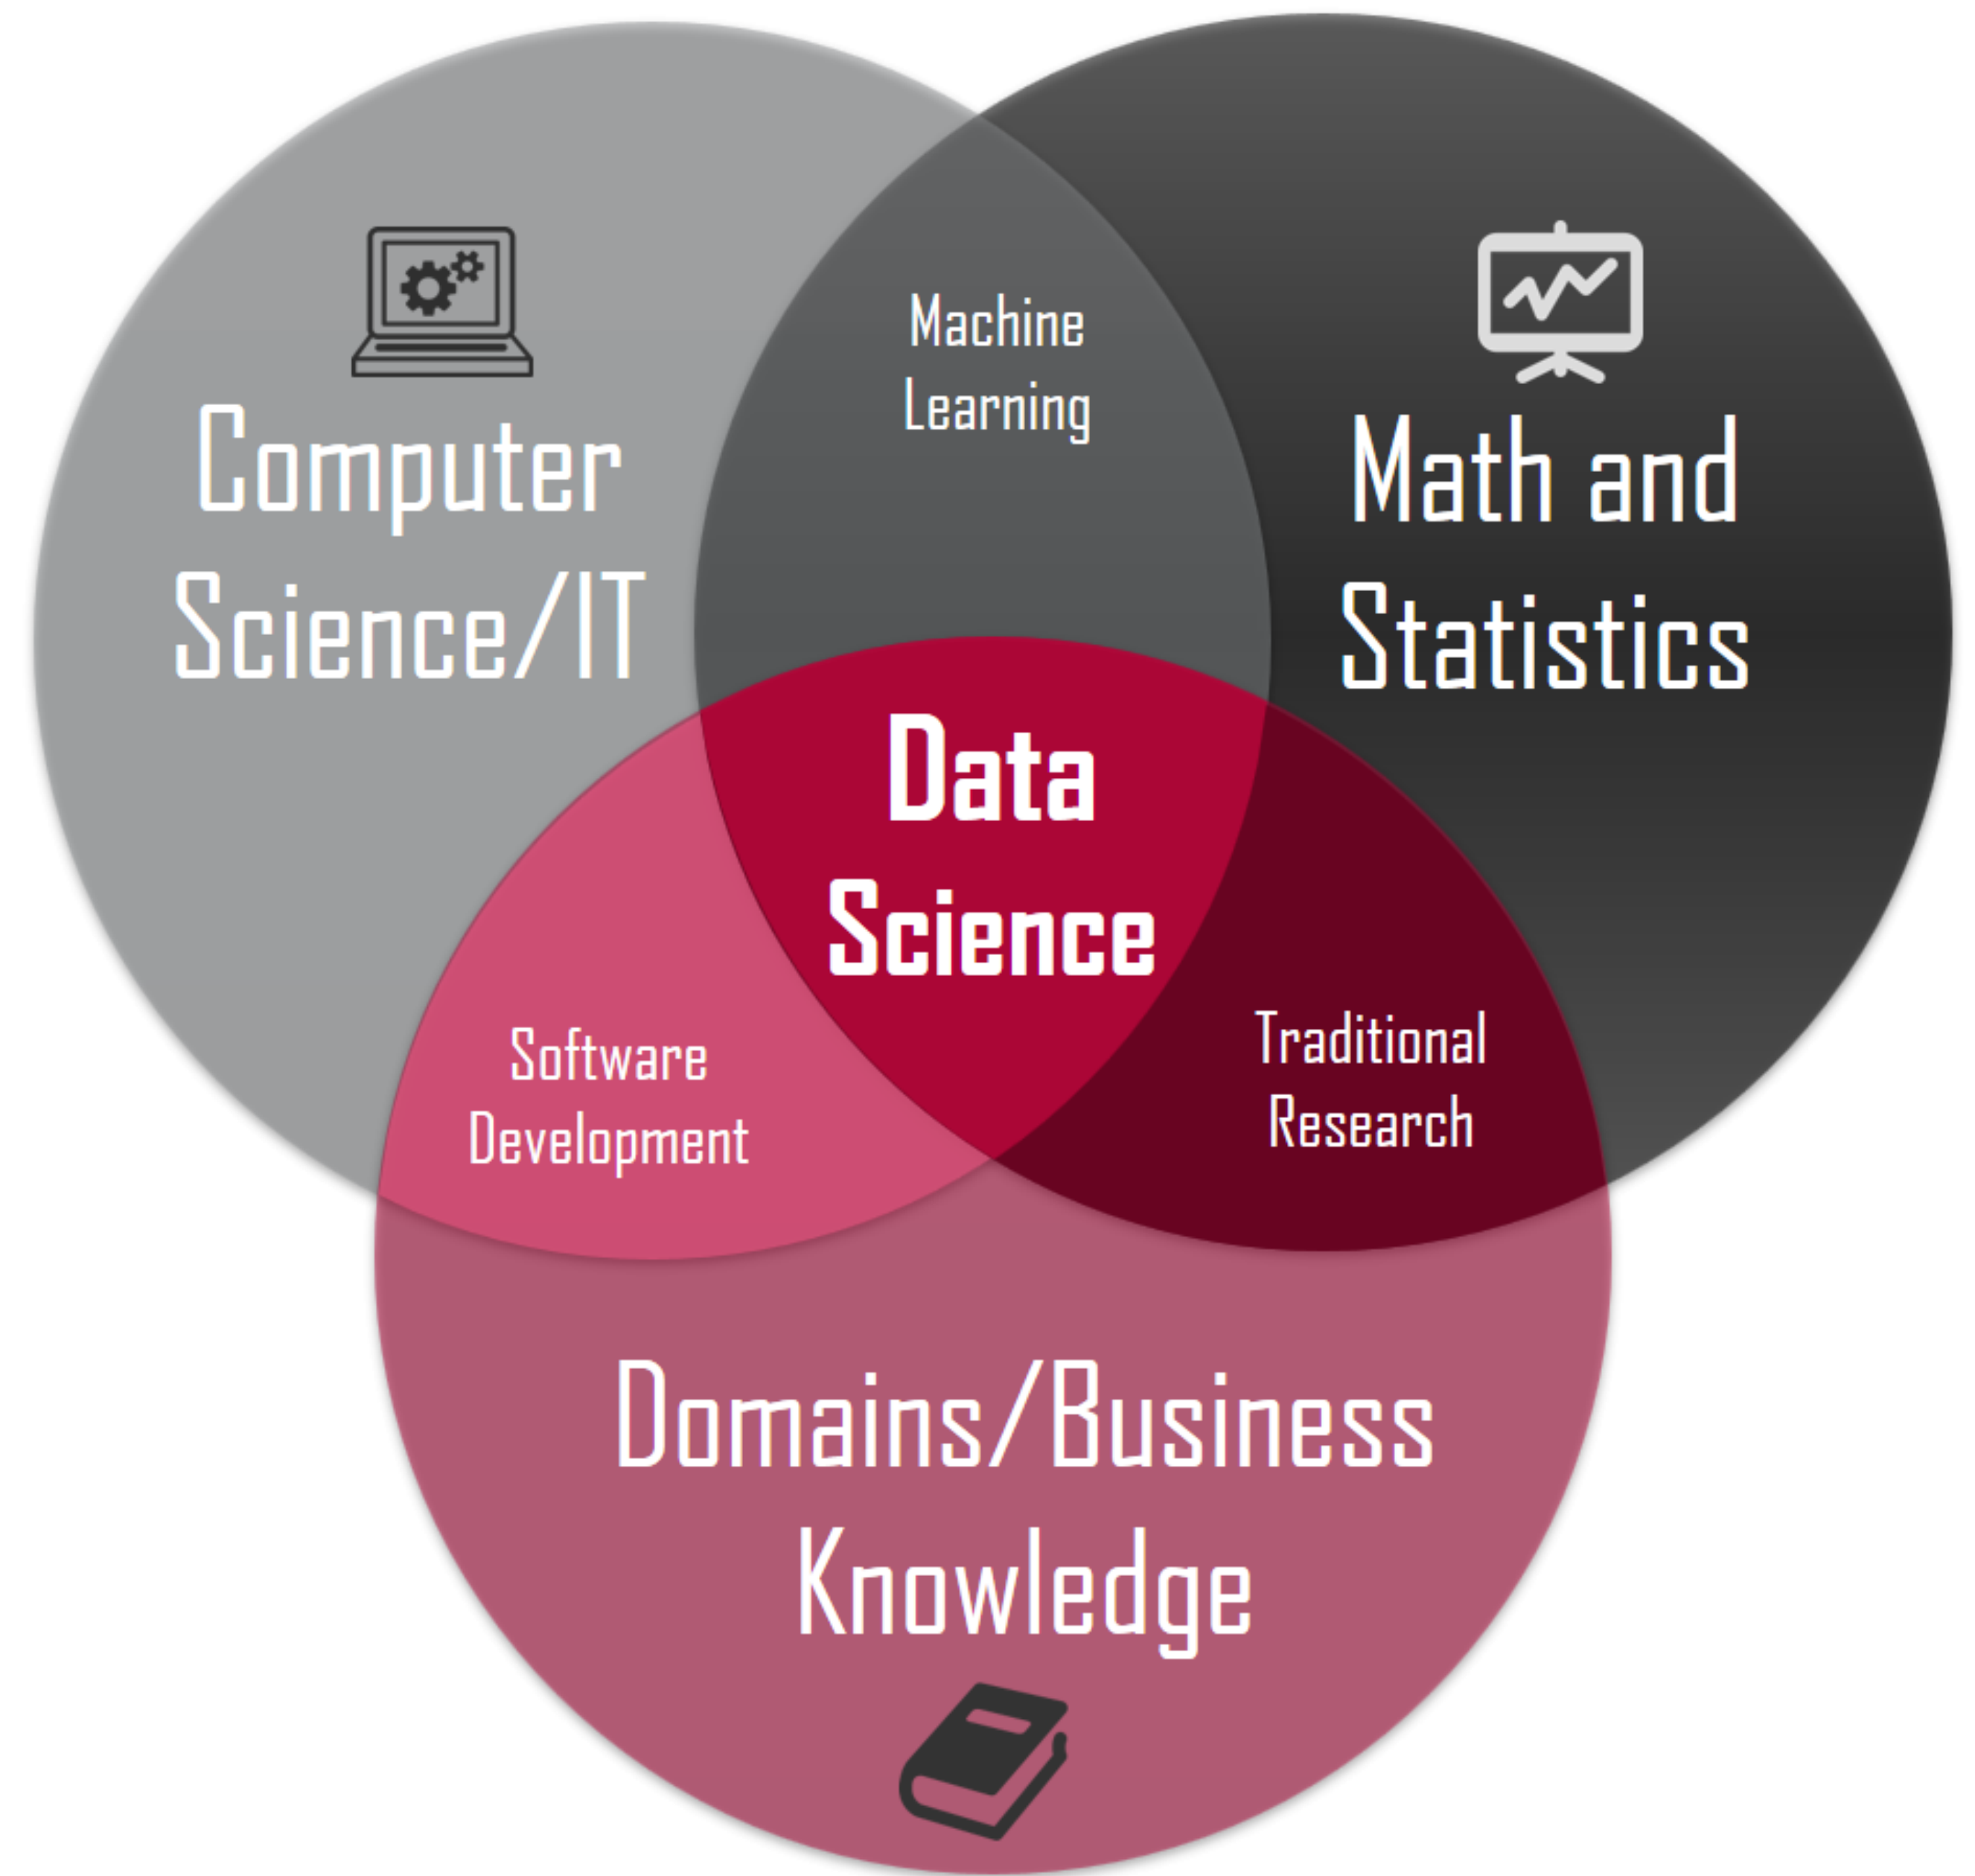 Machine
Learning
Computer
Science/IT
Math and
Statistics
Data
Science
Software
Development
Traditional
Research
Domains/Business
Knowledge